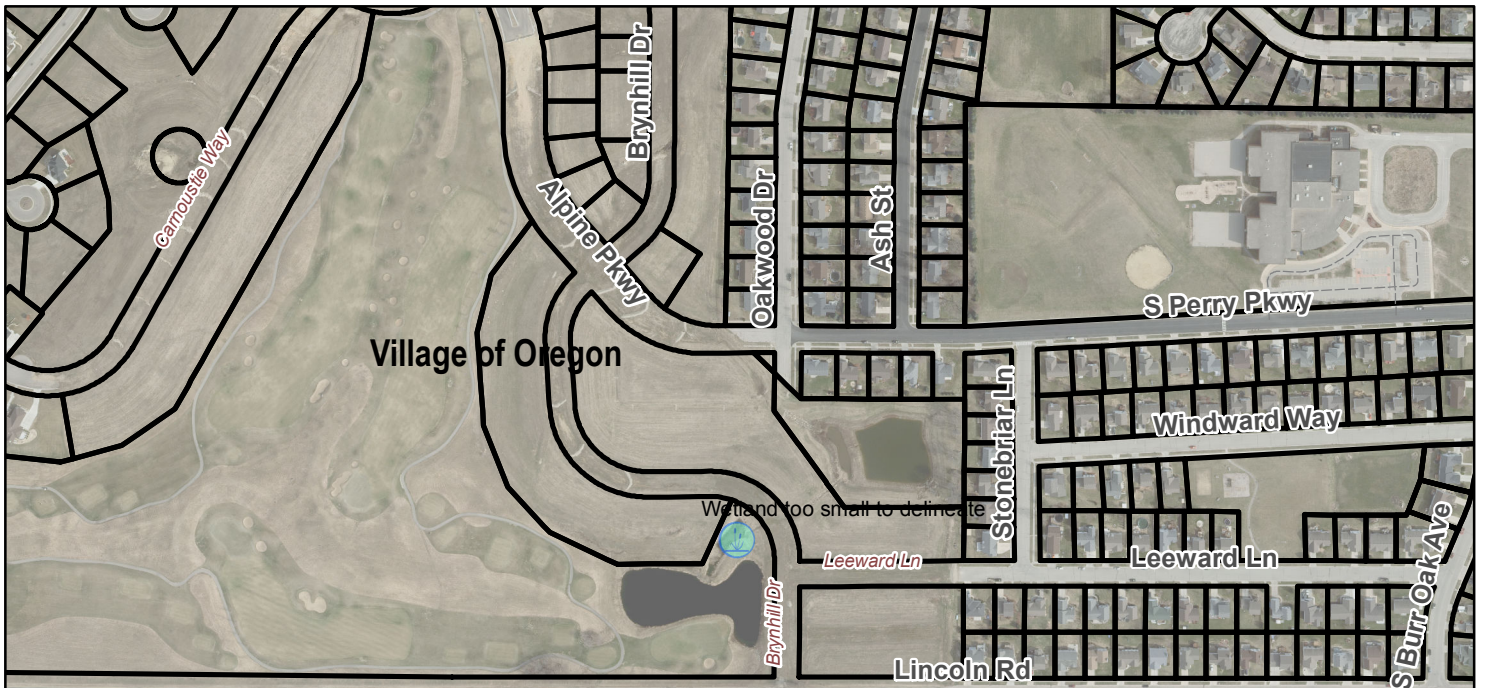 Brynhill Dr
Carnoustie Way
Alpine Pkwy
Oakwood Dr
Ash St
S Perry Pkwy
Village of Oregon
Stonebriar Ln
Windward Way
Wetland too small to delineate
Leeward Ln
Leeward Ln
S Burr Oak Ave
Brynhill Dr
Lincoln Rd